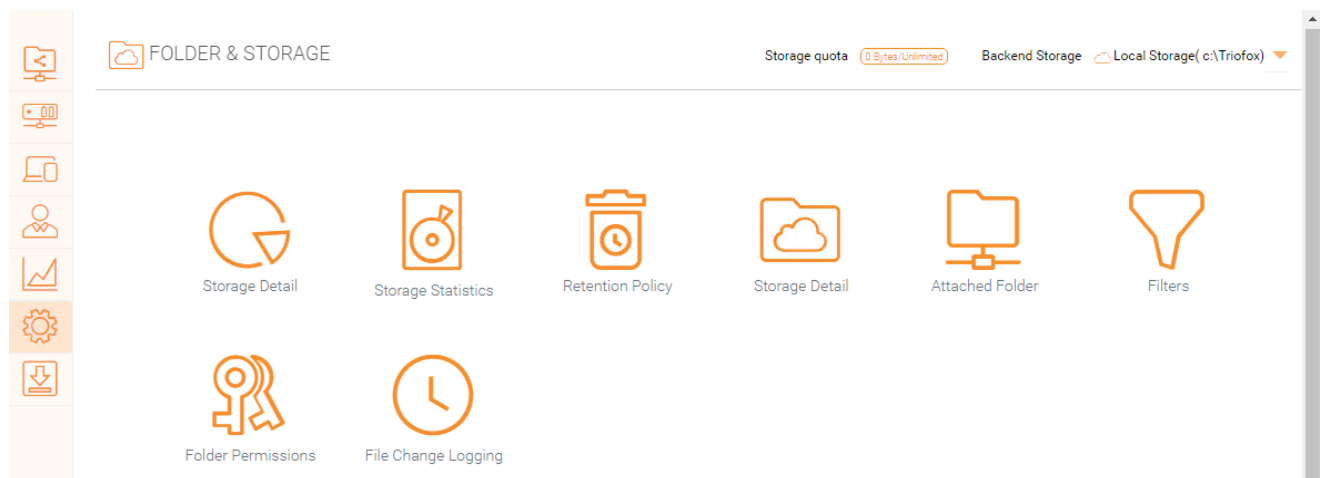 FOLDER & STORAGE
Storage quota 0 Bytes/Unlimited Backend Storage Local Storage( c:\Triofox)
Storage Detail Storage Statistics Retention Policy Storage Detail Attached Folder Filters
Folder Permissions File Change Logging